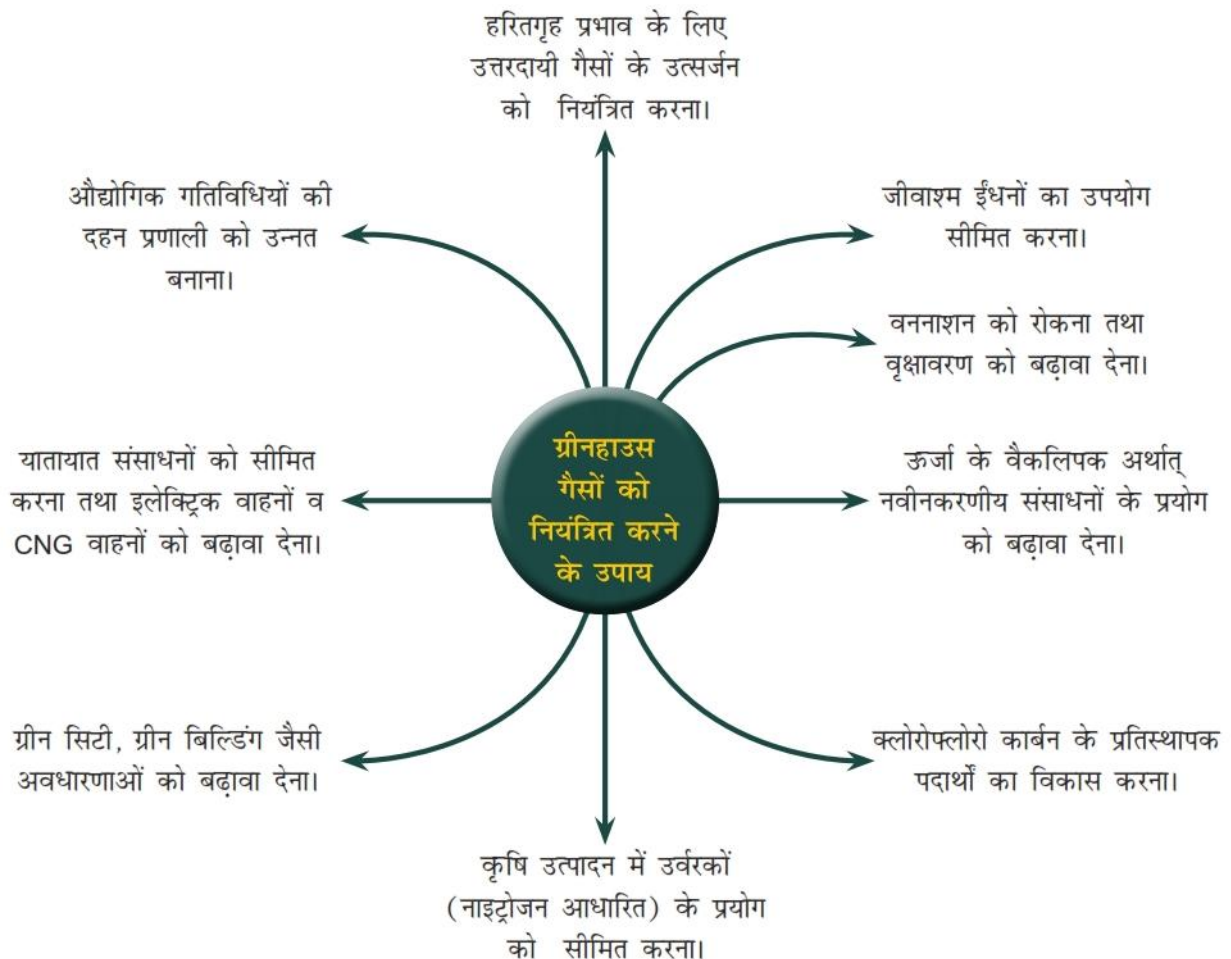 हरितगृह प्रभाव के लिए
उत्तरदायी गैसों के उत्सर्जन
को नियंत्रित करना।
औद्योगिक गतिविधियों की
दहन प्रणाली को उन्नत
बनाना।
जीवाश्म ईंधनों का उपयोग
सीमित करना।
वननाशन को रोकना तथा
वृक्षावरण को बढ़ावा देना।
ग्रीनहाउस
गैसों को
नियंत्रित करने
के उपाय
यातायात संसाधनों को सीमित
करना तथा इलेक्ट्रिक वाहनों व
CNG वाहनों को बढ़ावा देना।
ऊर्जा के वैकलिपक अर्थात्
नवीनकरणीय संसाधनों के प्रयोग
को बढ़ावा देना।
ग्रीन सिटी, ग्रीन बिल्डिंग जैसी
अवधारणाओं को बढ़ावा देना।
क्लोरोफ्लोरो कार्बन के प्रतिस्थापक
पदार्थों का विकास करना।
कृषि उत्पादन में उर्वरकों
(नाइट्रोजन आधारित) के प्रयोग
को सीमित करना।